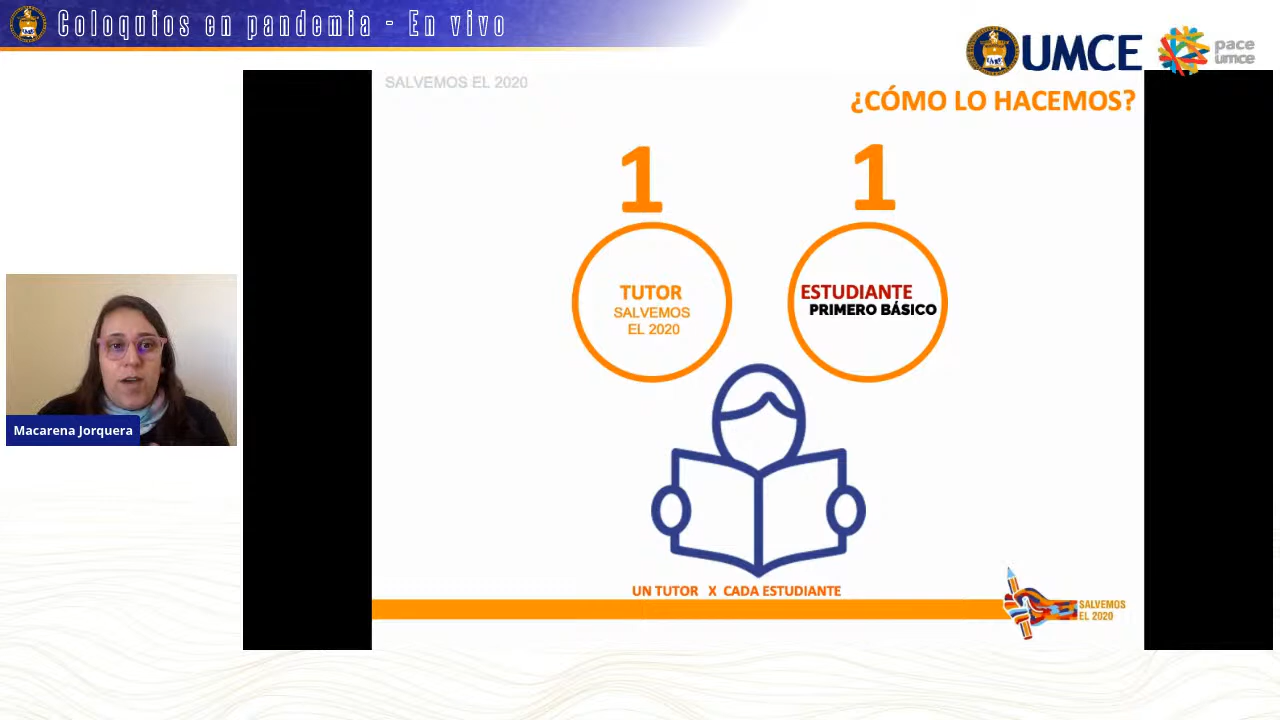 Coloquios en pandemia - En vivo
UMCE
pace
umce
SALVEMOS EL 2020
¿CÓMO LO HACEMOS?
1
1
TUTOR
SALVEMOS
EL 2020
ESTUDIANTE
PRIMERO BÁSICO
Macarena Jorquera
UN TUTOR X CADA ESTUDIANTE
SALVEMOS
EL 2020